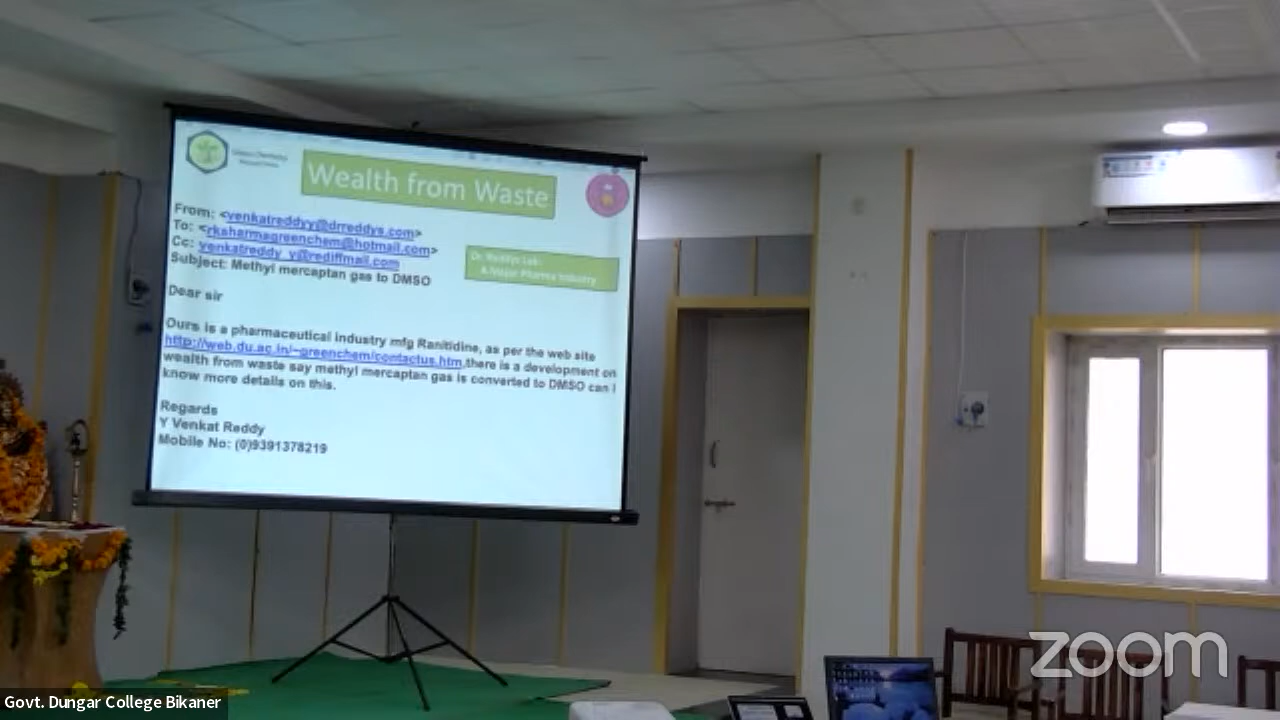 Wealth from Waste
From: <venkatreddyy@drreddys.com>
To: <rksharmagreenchem@hotmail.com>
Cc: venkatreddy_y@rediffmail.com
Subject: Methyl mercaptan gas to DMSO
Dr. Reddys Lab:
A Major Pharma Industry
Dear sir
Ours is a pharmaceutical industry mfg Ranitidine, as per the web site
http://web.du.ac.in/~greenchem/contactus.htm,there is a development on
wealth from waste say methyl mercaptan gas is converted to DMSO can I
know more details on this.
Regards
Y Venkat Reddy
Mobile No: (0)9391378219
zoom
Govt. Dungar College Bikaner